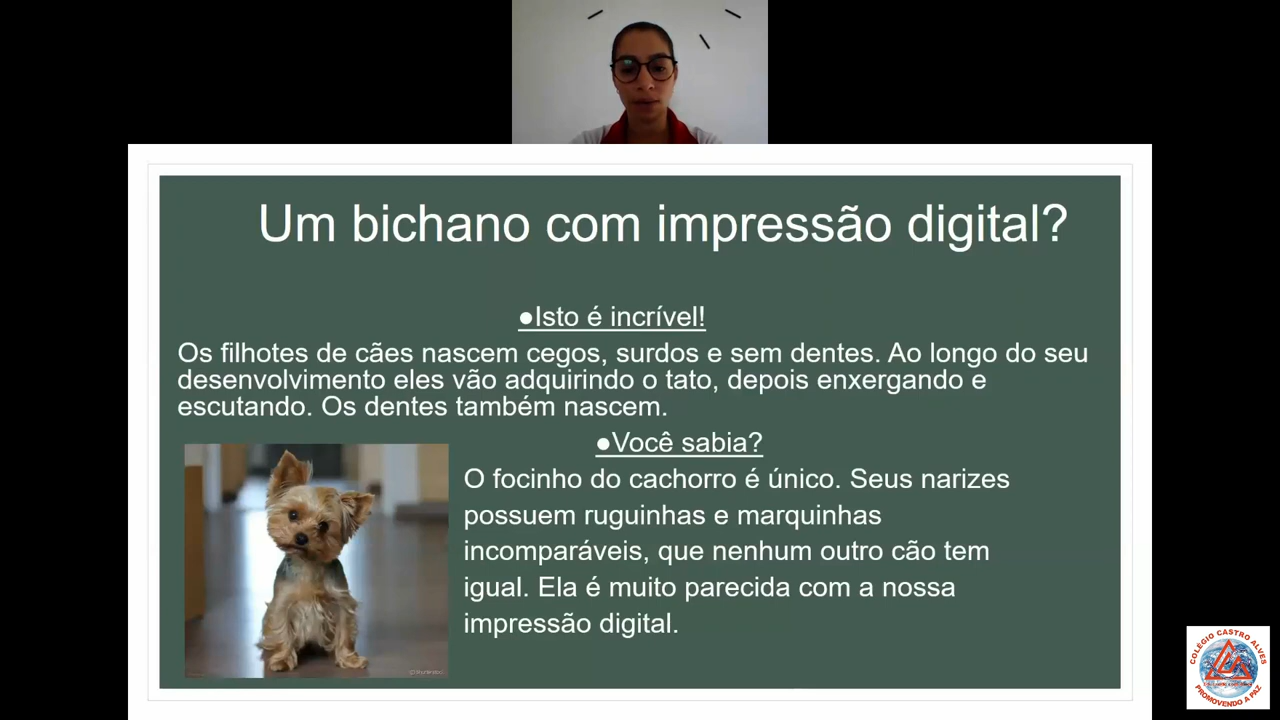 Um bichano com impressão digital?
●Isto é incrível!
Os filhotes de cães nascem cegos, surdos e sem dentes. Ao longo do seu
desenvolvimento eles vão adquirindo o tato, depois enxergando e
escutando. Os dentes também nascem.
●Você sabia?
O focinho do cachorro é único. Seus narizes
possuem ruguinhas e marquinhas
incomparáveis, que nenhum outro cão tem
igual. Ela é muito parecida com a nossa
impressão digital.
COLÉGIO CASTRO ALVES
PROMOVENDO A PAZ